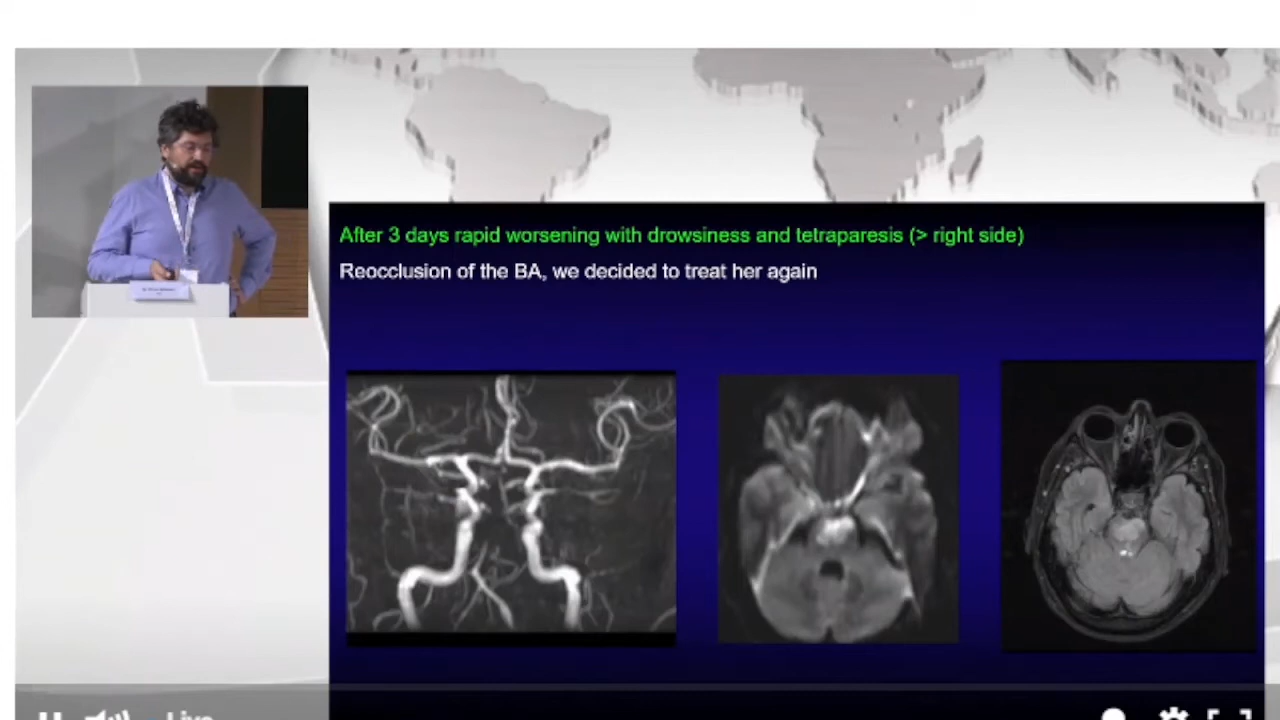 After 3 days rapid worsening with drowsiness and tetraparesis (> right side)
Reocclusion of the BA, we decided to treat her again
Live